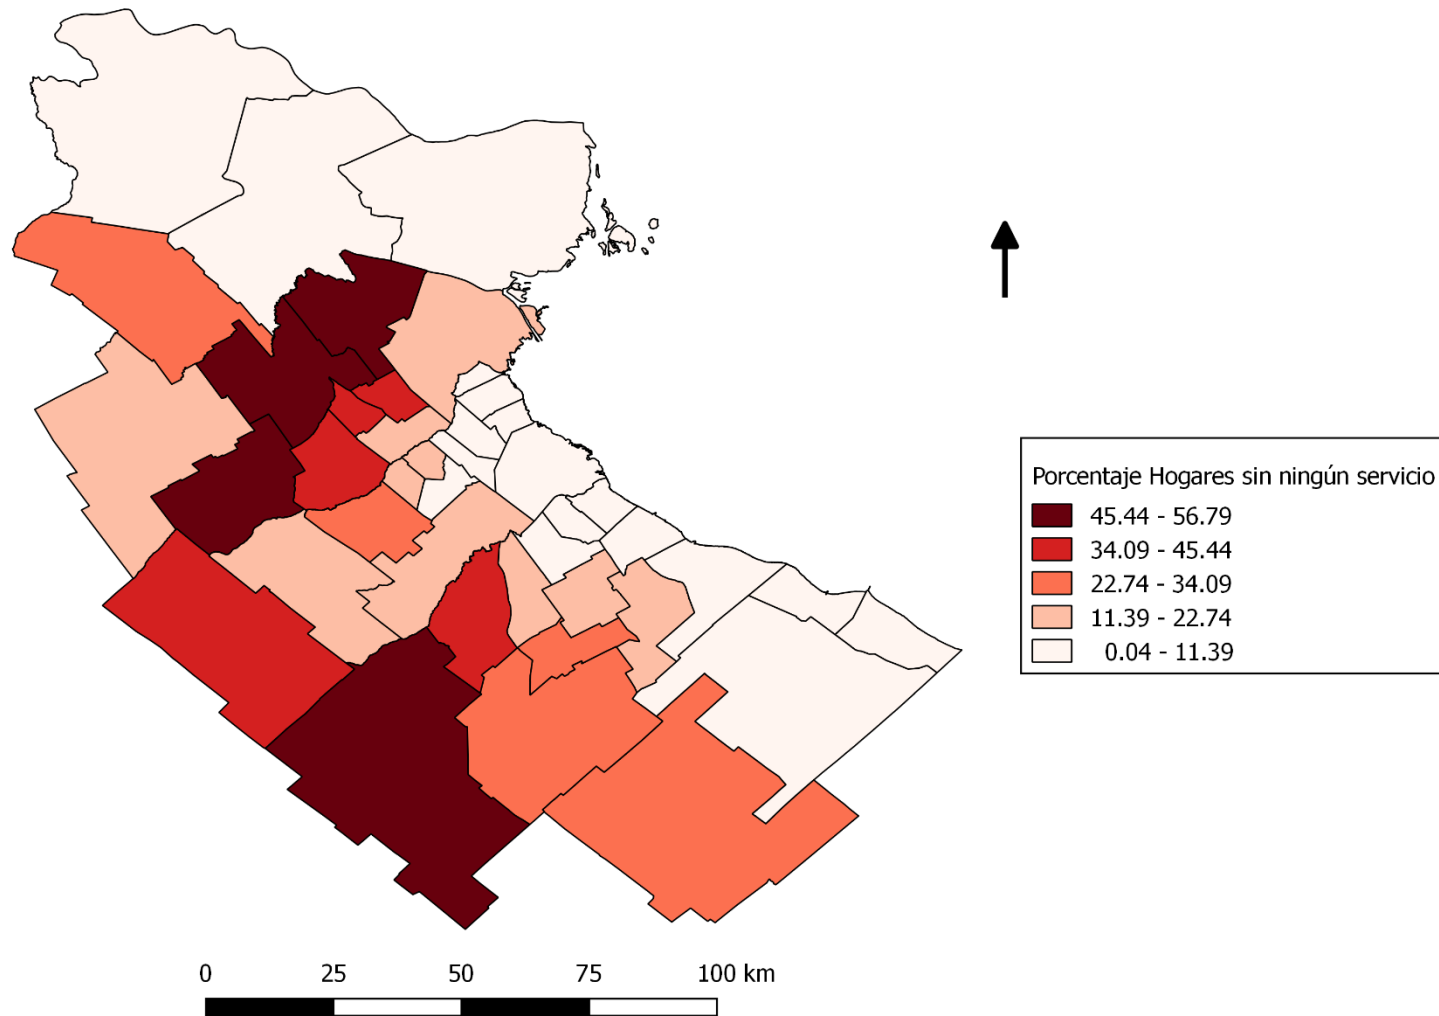 Porcentaje Hogares sin ningún servicio
45.44 - 56.79
34.09 - 45.44
22.74 - 34.09
11.39 - 22.74
0.04 - 11.39
0 25 50 75 100 km